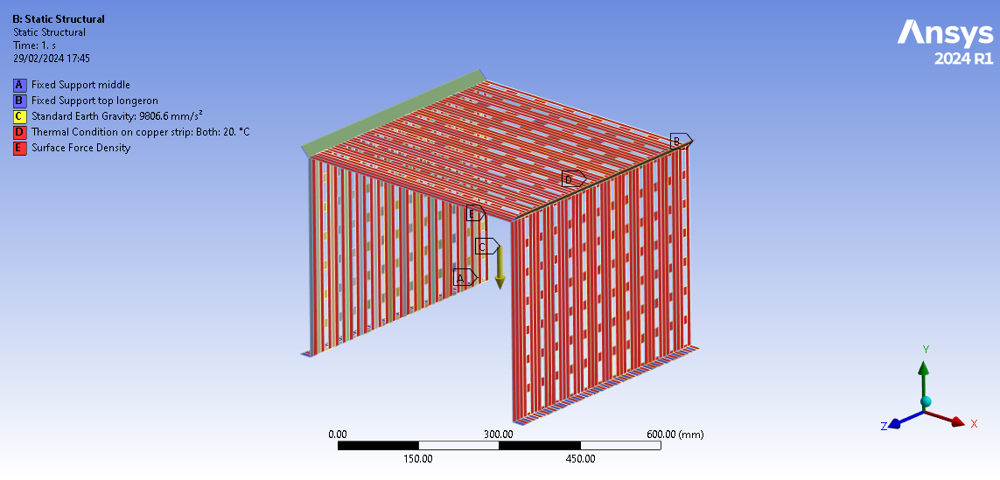 B: Static Structural
Static Structural
Time: 1. s
29/02/2024 17:45
A Fixed Support middle
B Fixed Support top longeron
C Standard Earth Gravity: 9806.6 mm/s²
D Thermal Condition on copper strip: Both: 20. °C
E Surface Force Density
Ansys
2024 R1
B
D
E
C
A
Y
Z
X
0.00 300.00 600.00 (mm)
150.00 450.00